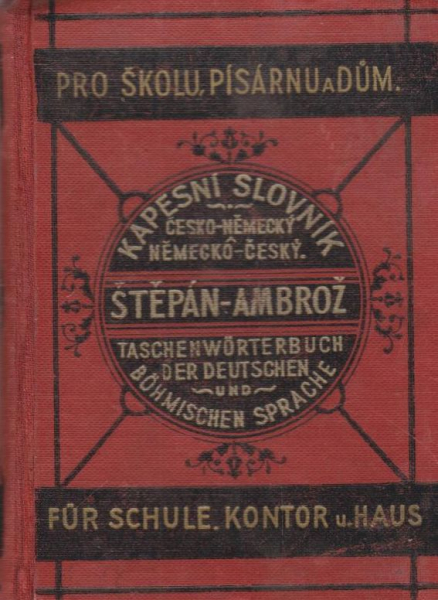 PRO ŠKOLU, PÍSÁRNU A DŮM.
KAPESNÍ SLOVNÍK
ČESKO-NĚMECKÝ
NĚMECKÔ-ČESKÝ.
ŠTĚPÁN-AMBROŽ
TASCHENWÖRTERBUCH
DER DEUTSCHEN
UND
BÖHMISCHEN SPRACHE
FÜR SCHULE, KONTOR u. HAUS